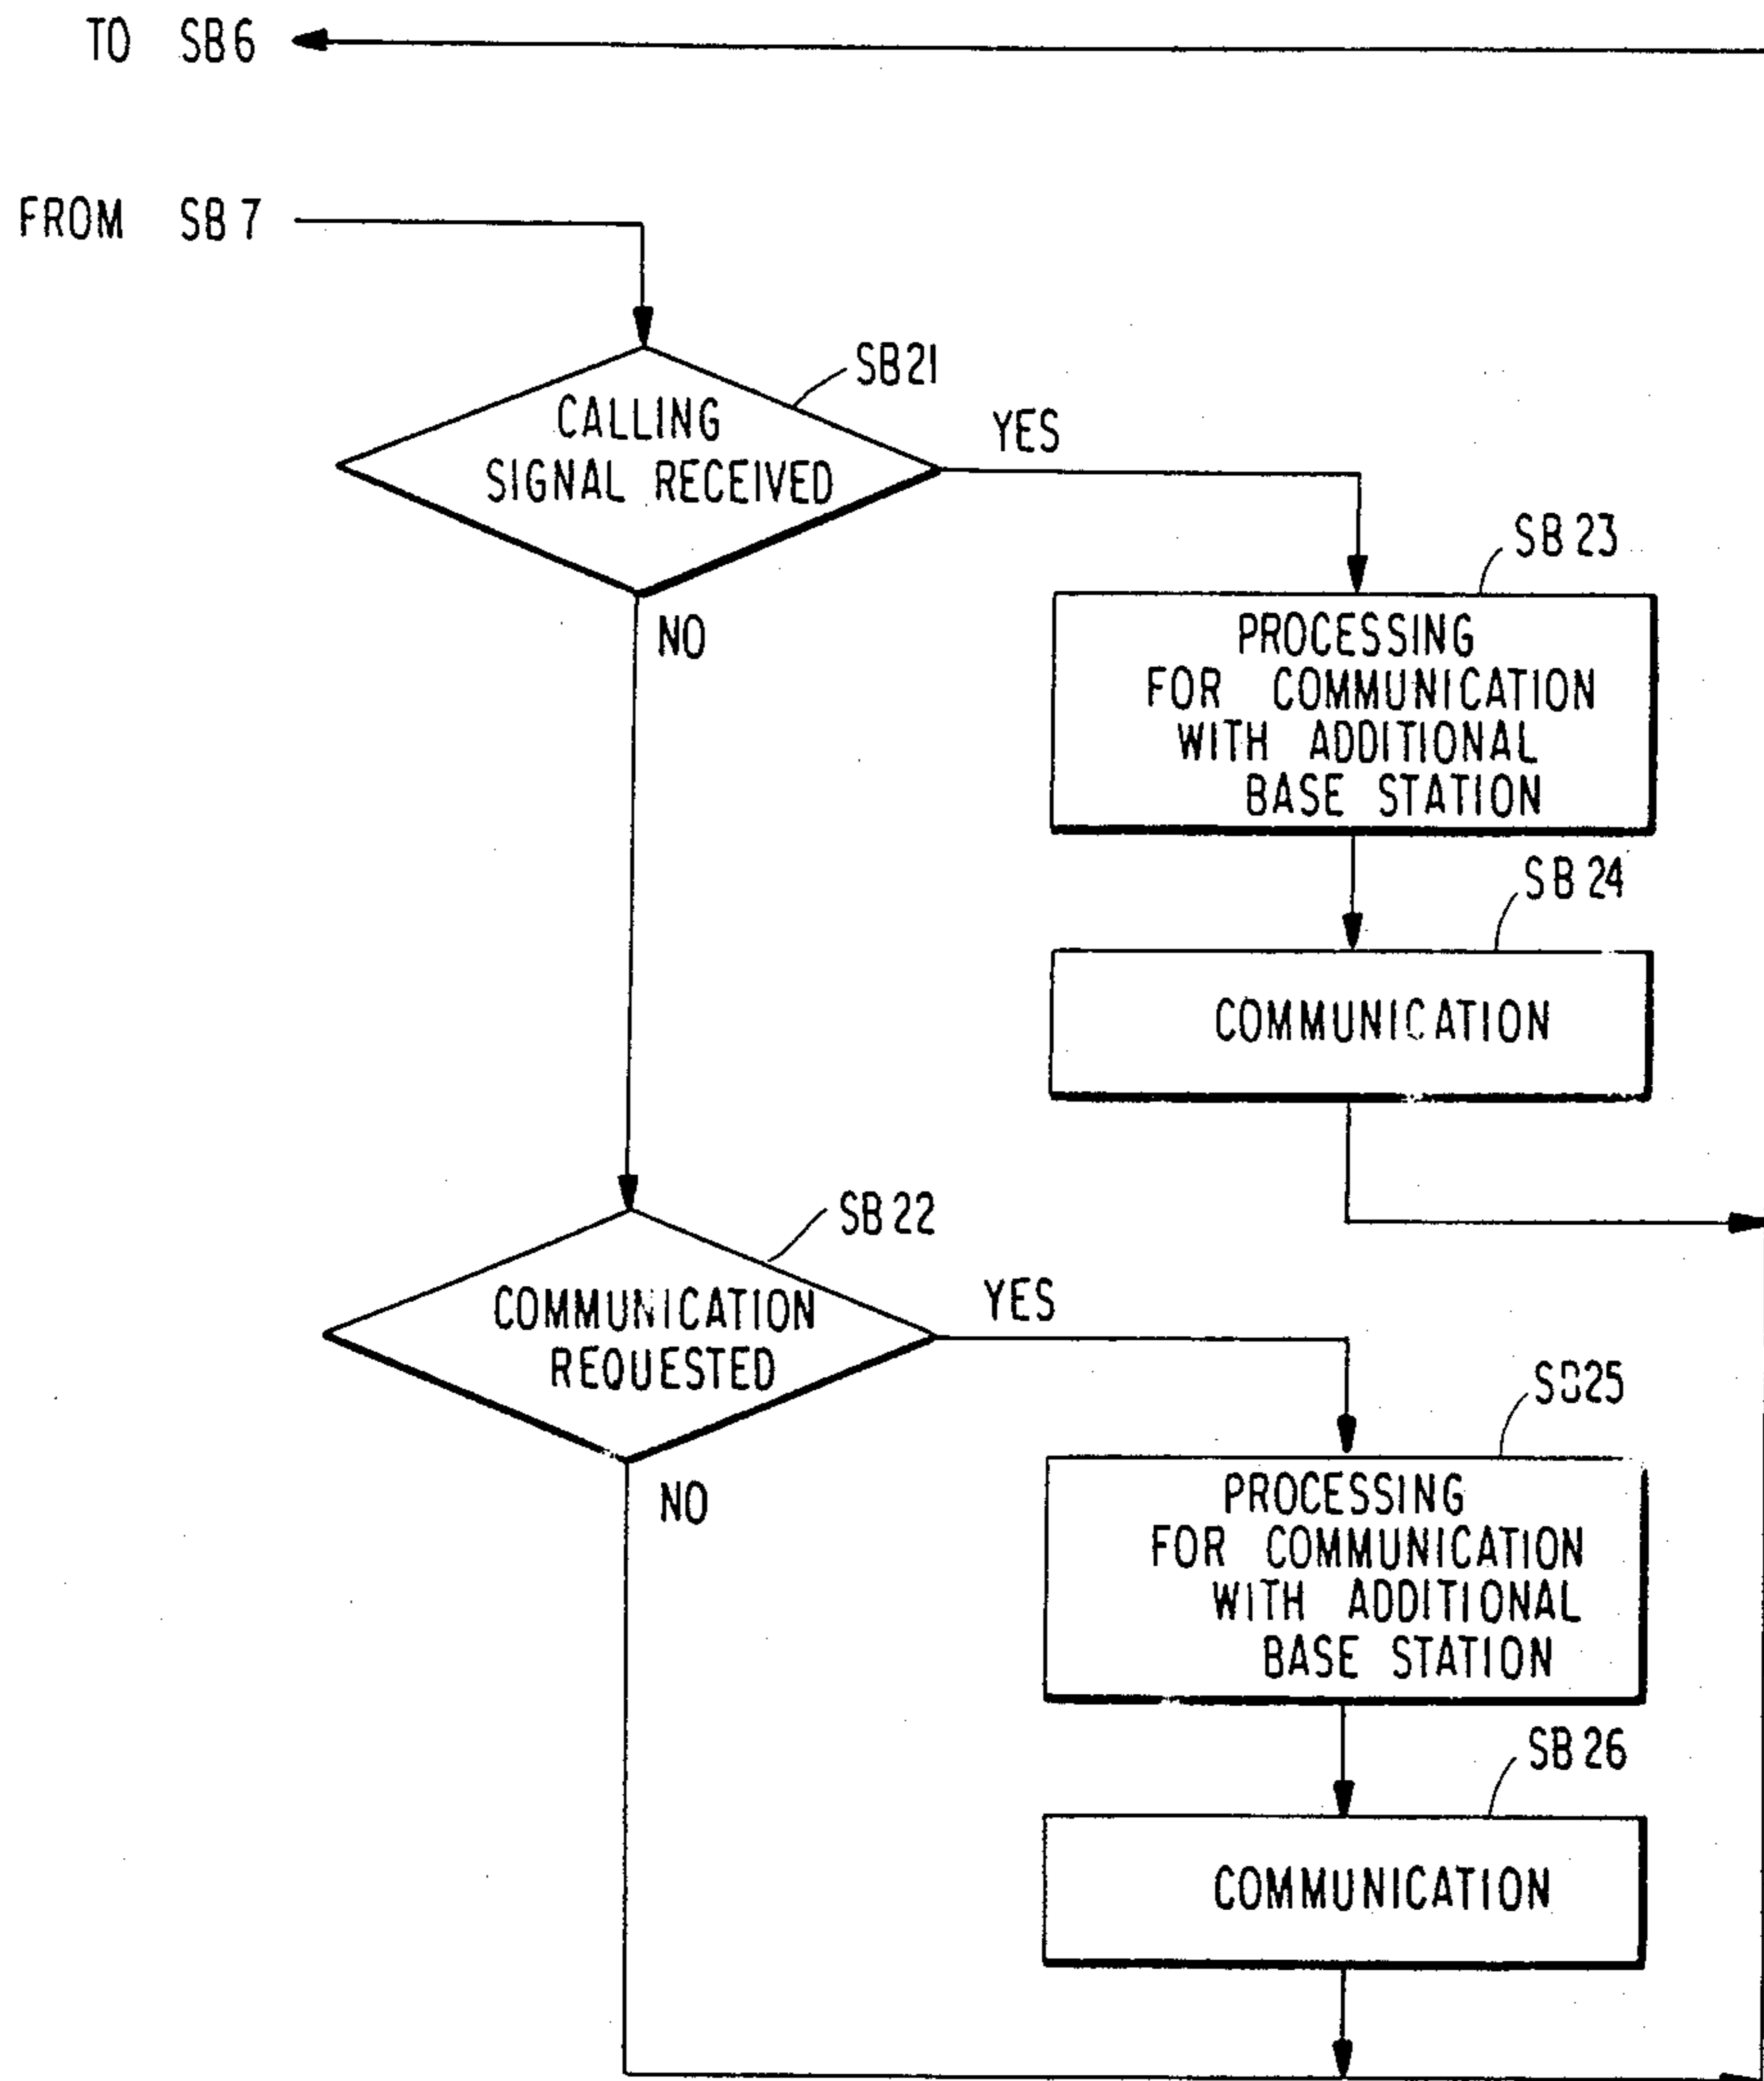 TO SB6
FROM SB7
SB21
CALLING
SIGNAL RECEIVED
YES
NO
SB23
PROCESSING
FOR COMMUNICATION
WITH ADDITIONAL
BASE STATION
SB24
COMMUNICATION
SB22
COMMUNICATION
REQUESTED
YES
NO
SB25
PROCESSING
FOR COMMUNICATION
WITH ADDITIONAL
BASE STATION
SB26
COMMUNICATION